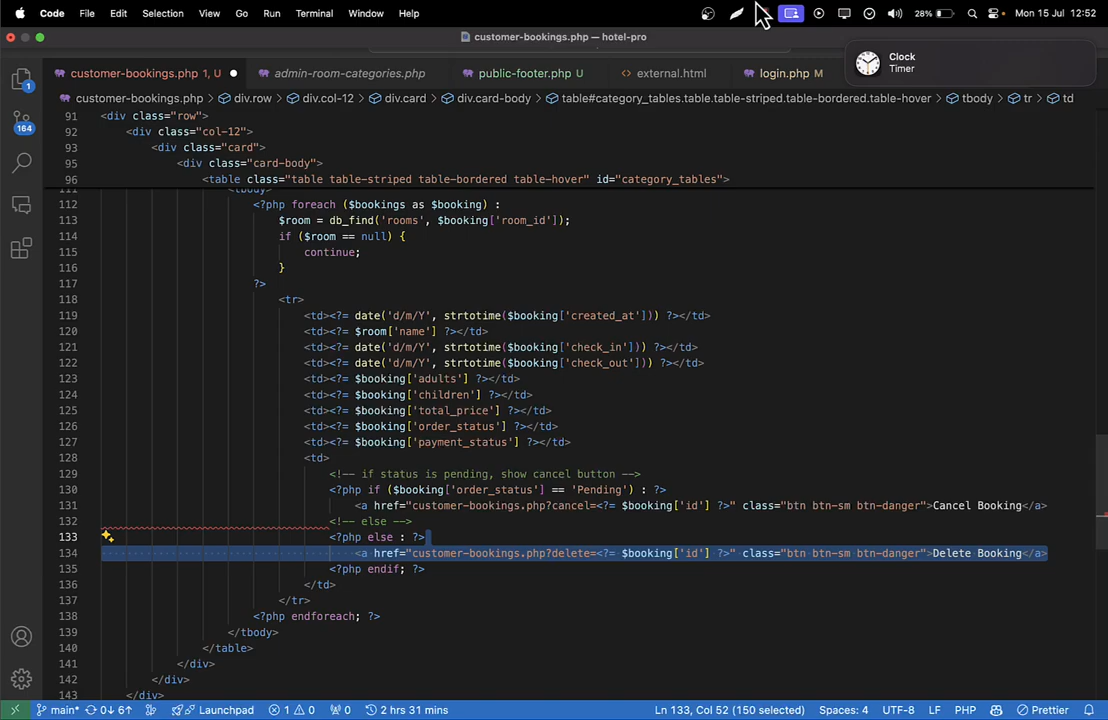 Code File Edit Selection View Go Run Terminal Window Help 28% Mon 15 Jul 12:52
customer-bookings.php — hotel-pro
Clock
Timer
customer-bookings.php 1, U admin-room-categories.php public-footer.php U external.html login.php M
customer-bookings.php > div.row > div.col-12 > div.card > div.card-body > table#category_tables.table.table-striped.table-bordered.table-hover > tbody > tr > td
1
164
91 <div class="row">
92 <div class="col-12">
93 <div class="card">
95 <div class="card-body">
96 <table class="table table-striped table-bordered table-hover" id="category_tables">
111 <tbody>
112 <?php foreach ($bookings as $booking) :
113 $room = db_find('rooms', $booking['room_id']);
114 if ($room == null) {
115 continue;
116 }
117 ?>
118 <tr>
119 <td><?= date('d/m/Y', strtotime($booking['created_at'])) ?></td>
120 <td><?= $room['name'] ?></td>
121 <td><?= date('d/m/Y', strtotime($booking['check_in'])) ?></td>
122 <td><?= date('d/m/Y', strtotime($booking['check_out'])) ?></td>
123 <td><?= $booking['adults'] ?></td>
124 <td><?= $booking['children'] ?></td>
125 <td><?= $booking['total_price'] ?></td>
126 <td><?= $booking['order_status'] ?></td>
127 <td><?= $booking['payment_status'] ?></td>
128 <td>
129 <!-- if status is pending, show cancel button -->
130 <?php if ($booking['order_status'] == 'Pending') : ?>
131 <a href="customer-bookings.php?cancel=<?= $booking['id'] ?>" class="btn btn-sm btn-danger">Cancel Booking</a>
132 <!-- else -->
133 <?php else : ?>
134 <a href="customer-bookings.php?delete=<?= $booking['id'] ?>" class="btn btn-sm btn-danger">Delete Booking</a>
135 <?php endif; ?>
136 </td>
137 </tr>
138 <?php endforeach; ?>
139 </tbody>
140 </table>
141 </div>
142 </div>
143 </div>
main* 0↓ 6↑ Launchpad 1 0 0 2 hrs 31 mins Ln 133, Col 52 (150 selected) Spaces: 4 UTF-8 LF PHP Prettier